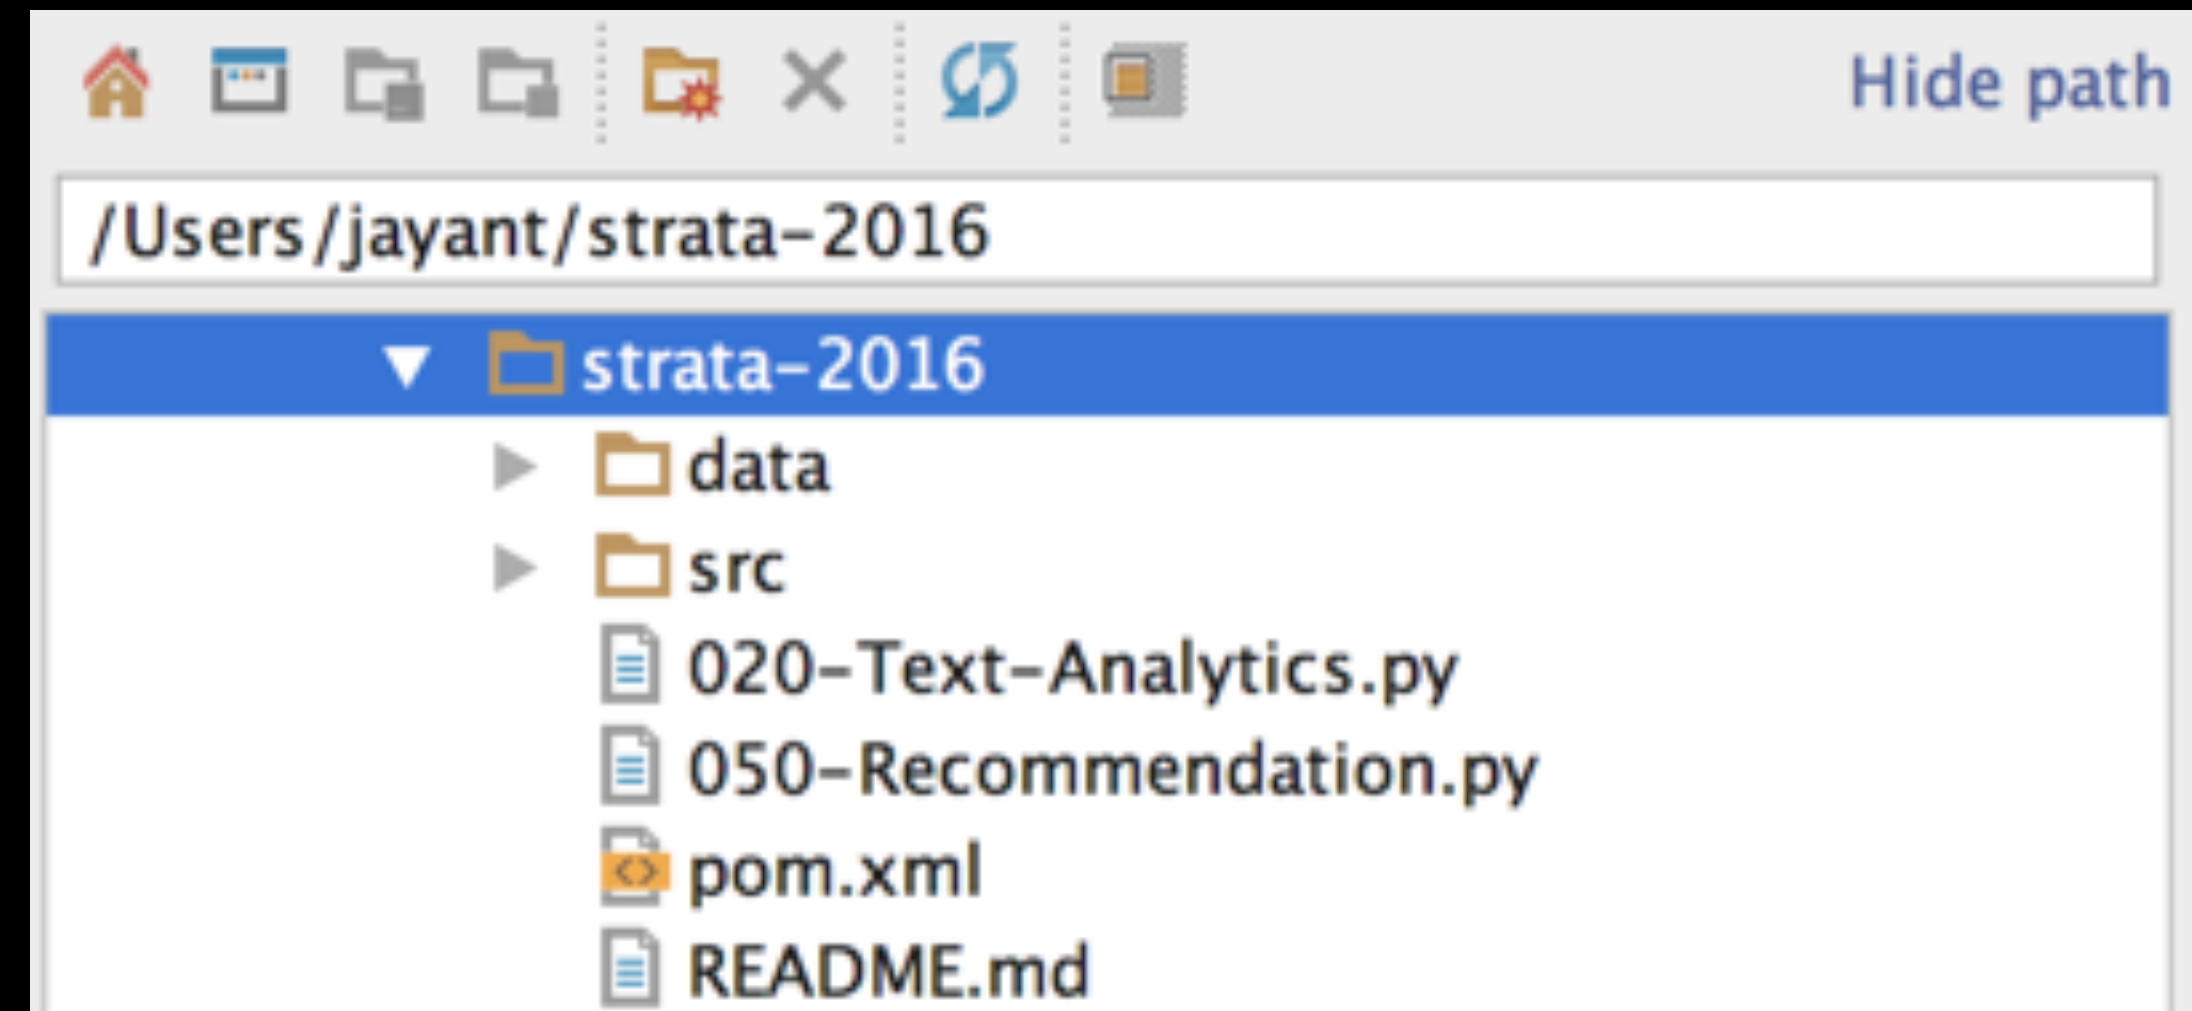 Hide path
/Users/jayant/strata-2016
strata-2016
data
src
020-Text-Analytics.py
050-Recommendation.py
pom.xml
README.md